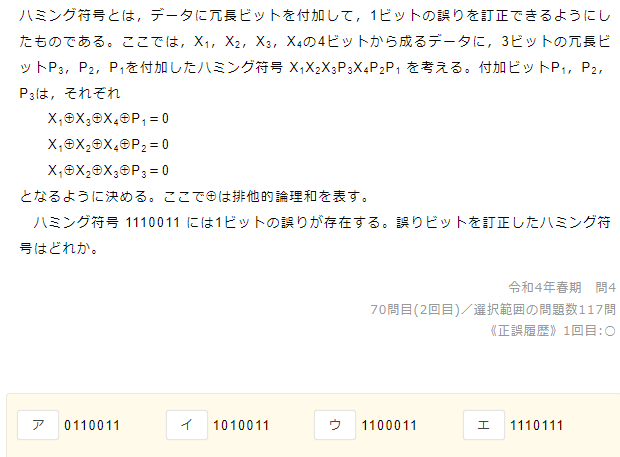 ハミング符号とは，データに冗長ビットを付加して，1ビットの誤りを訂正できるようにし
たものである。ここでは，X₁，X₂，X₃，X₄の4ビットから成るデータに，3ビットの冗長ビ
ットP₃，P₂，P₁を付加したハミング符号 X₁X₂X₃P₃X₄P₂P₁ を考える。付加ビットP₁，P₂，
P₃は，それぞれ
X₁⊕X₃⊕X₄⊕P₁＝0
X₁⊕X₂⊕X₄⊕P₂＝0
X₁⊕X₂⊕X₃⊕P₃＝0
となるように決める。ここで⊕は排他的論理和を表す。
ハミング符号 1110011 には1ビットの誤りが存在する。誤りビットを訂正したハミング符
号はどれか。
令和4年春期　問4
70問目(2回目)／選択範囲の問題数117問
《正誤履歴》1回目:○
ア 0110011 イ 1010011 ウ 1100011 エ 1110111